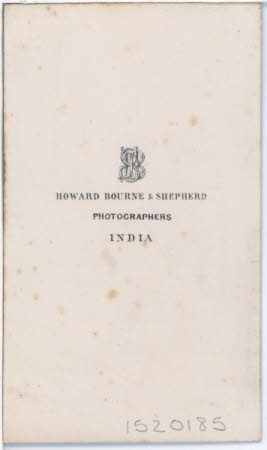 HOWARD BOURNE & SHEPHERD
PHOTOGRAPHERS
INDIA
1520185